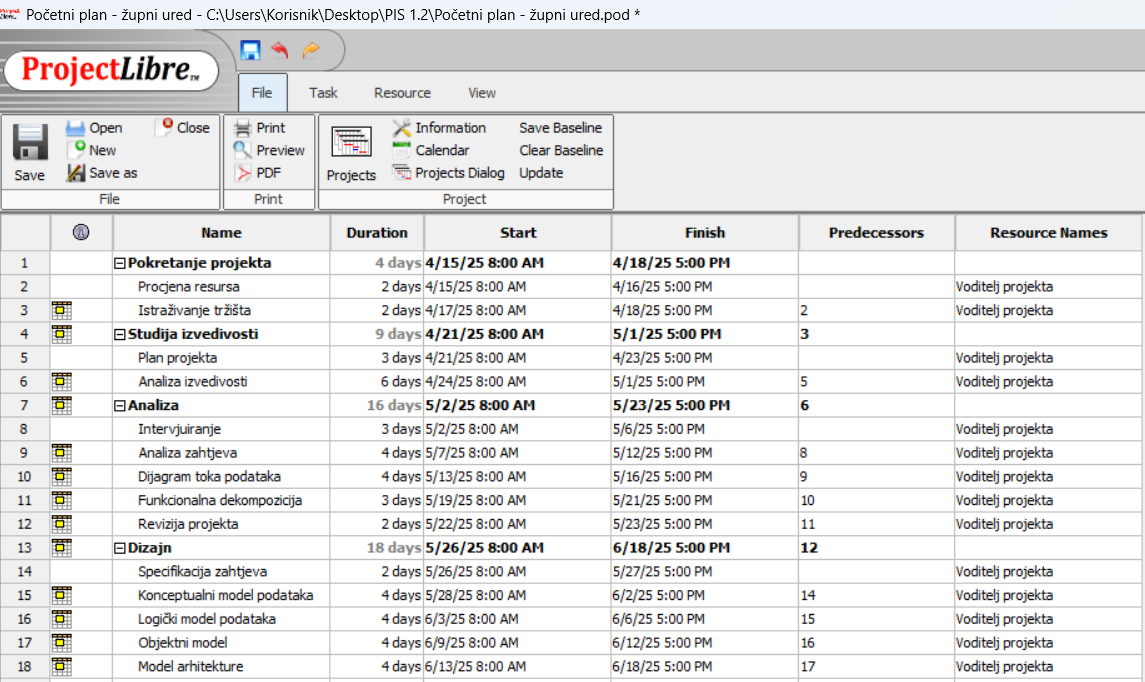 Početni plan - župni ured - C:\Users\Korisnik\Desktop\PIS 1.2\Početni plan - župni ured.pod *
ProjectLibre™
File Task Resource View
Save Open New Save as Close Print Preview PDF Projects Information Calendar Projects Dialog Save Baseline Clear Baseline Update
File Print Project
Name Duration Start Finish Predecessors Resource Names
1 Pokretanje projekta 4 days 4/15/25 8:00 AM 4/18/25 5:00 PM
2 Procjena resursa 2 days 4/15/25 8:00 AM 4/16/25 5:00 PM Voditelj projekta
3 Istraživanje tržišta 2 days 4/17/25 8:00 AM 4/18/25 5:00 PM 2 Voditelj projekta
4 Studija izvedivosti 9 days 4/21/25 8:00 AM 5/1/25 5:00 PM 3
5 Plan projekta 3 days 4/21/25 8:00 AM 4/23/25 5:00 PM Voditelj projekta
6 Analiza izvedivosti 6 days 4/24/25 8:00 AM 5/1/25 5:00 PM 5 Voditelj projekta
7 Analiza 16 days 5/2/25 8:00 AM 5/23/25 5:00 PM 6
8 Intervjuiranje 3 days 5/2/25 8:00 AM 5/6/25 5:00 PM Voditelj projekta
9 Analiza zahtjeva 4 days 5/7/25 8:00 AM 5/12/25 5:00 PM 8 Voditelj projekta
10 Dijagram toka podataka 4 days 5/13/25 8:00 AM 5/16/25 5:00 PM 9 Voditelj projekta
11 Funkcionalna dekompozicija 3 days 5/19/25 8:00 AM 5/21/25 5:00 PM 10 Voditelj projekta
12 Revizija projekta 2 days 5/22/25 8:00 AM 5/23/25 5:00 PM 11 Voditelj projekta
13 Dizajn 18 days 5/26/25 8:00 AM 6/18/25 5:00 PM 12
14 Specifikacija zahtjeva 2 days 5/26/25 8:00 AM 5/27/25 5:00 PM Voditelj projekta
15 Konceptualni model podataka 4 days 5/28/25 8:00 AM 6/2/25 5:00 PM 14 Voditelj projekta
16 Logički model podataka 4 days 6/3/25 8:00 AM 6/6/25 5:00 PM 15 Voditelj projekta
17 Objektni model 4 days 6/9/25 8:00 AM 6/12/25 5:00 PM 16 Voditelj projekta
18 Model arhitekture 4 days 6/13/25 8:00 AM 6/18/25 5:00 PM 17 Voditelj projekta